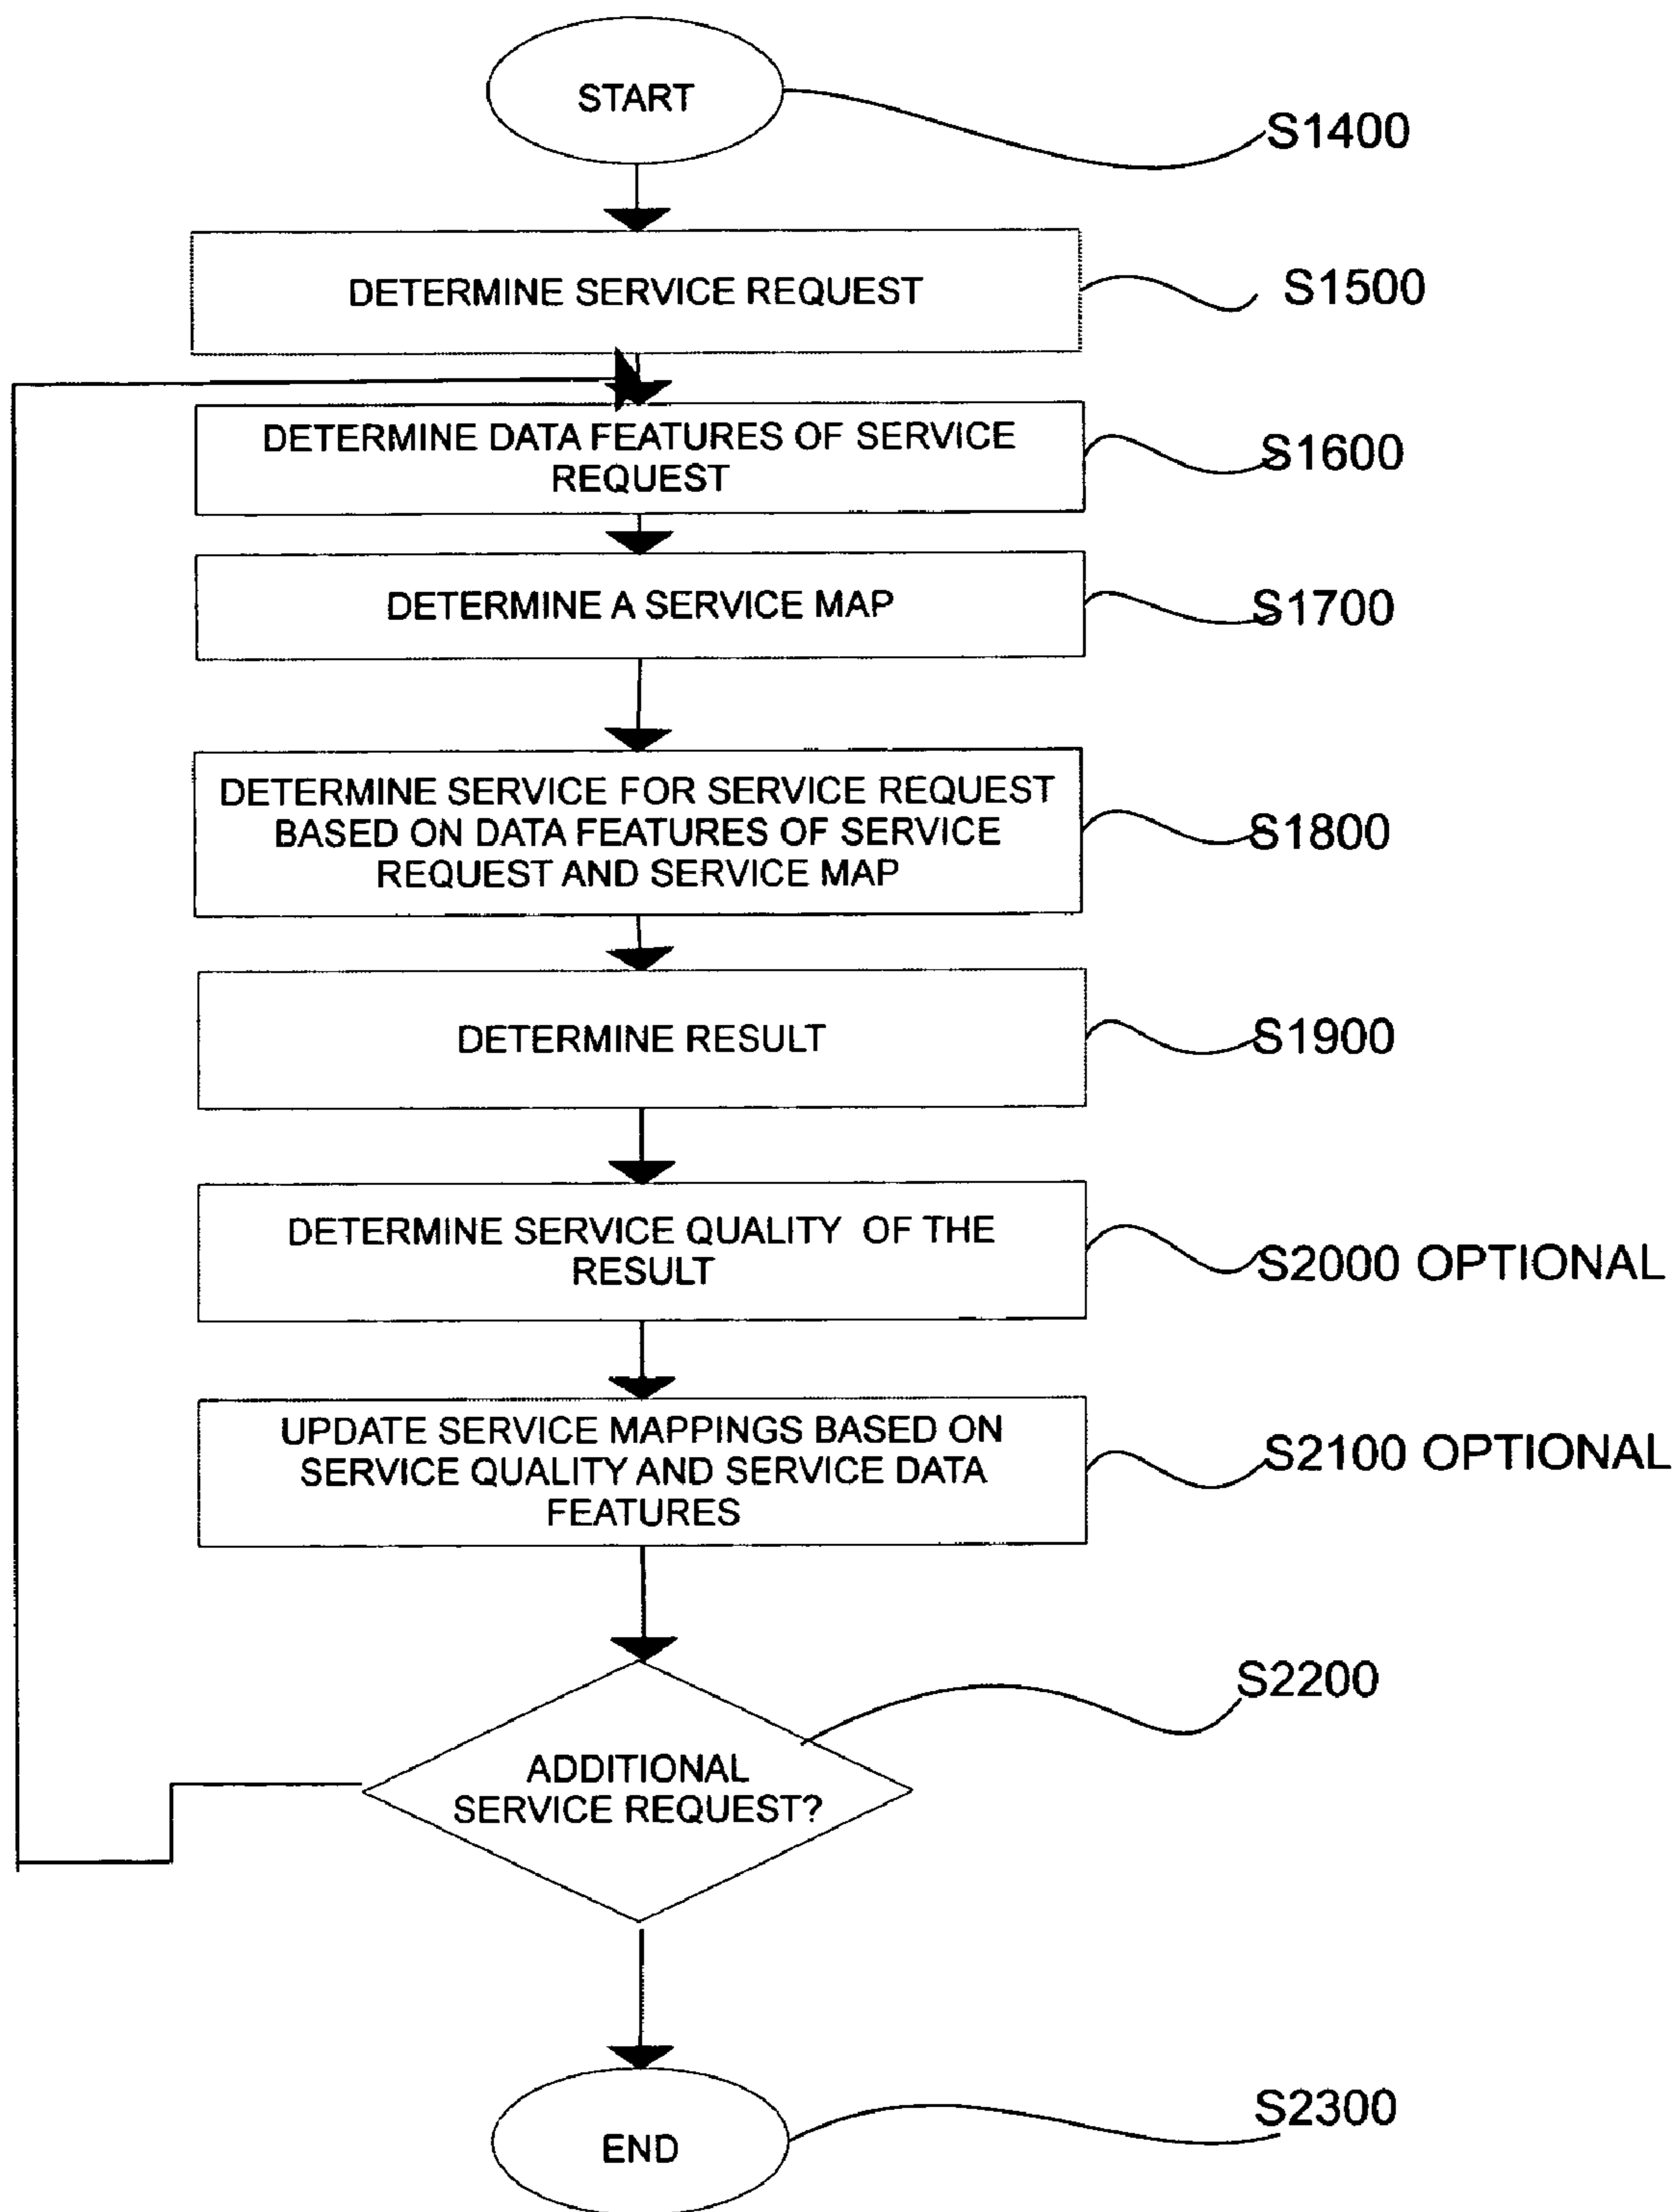 START
S1400
DETERMINE SERVICE REQUEST
S1500
DETERMINE DATA FEATURES OF SERVICE
REQUEST
S1600
DETERMINE A SERVICE MAP
S1700
DETERMINE SERVICE FOR SERVICE REQUEST
BASED ON DATA FEATURES OF SERVICE
REQUEST AND SERVICE MAP
S1800
DETERMINE RESULT
S1900
DETERMINE SERVICE QUALITY OF THE
RESULT
S2000 OPTIONAL
UPDATE SERVICE MAPPINGS BASED ON
SERVICE QUALITY AND SERVICE DATA
FEATURES
S2100 OPTIONAL
S2200
ADDITIONAL
SERVICE REQUEST?
S2300
END